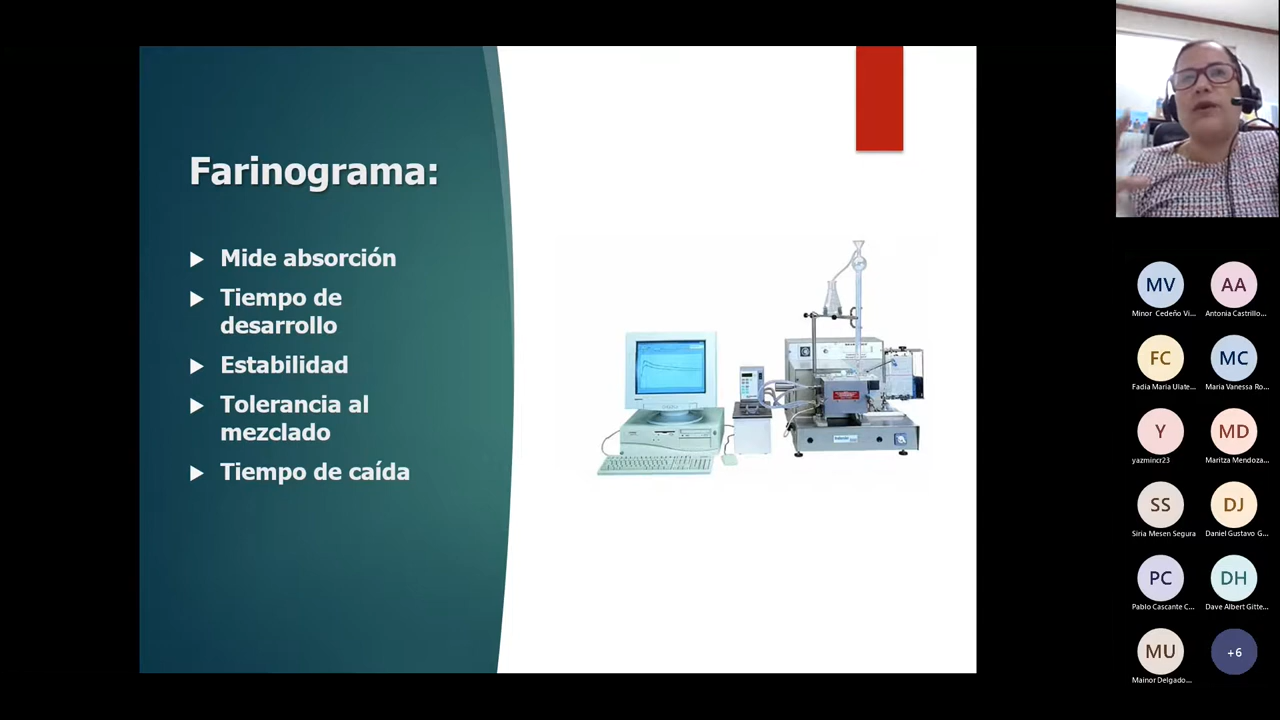 Farinograma:
Mide absorción
Tiempo de
desarrollo
Estabilidad
Tolerancia al
mezclado
Tiempo de caída
MV
AA
Minor Cedeño Vi...
Antonia Castrillo...
FC
MC
Fadia Maria Ulate...
Maria Vanessa Ro...
Y
MD
yazmincr23
Maritza Mendoza...
SS
DJ
Siria Mesen Segura
Daniel Gustavo G...
PC
DH
Pablo Cascante C...
Dave Albert Gitte...
MU
+6
Mainor Delgado...